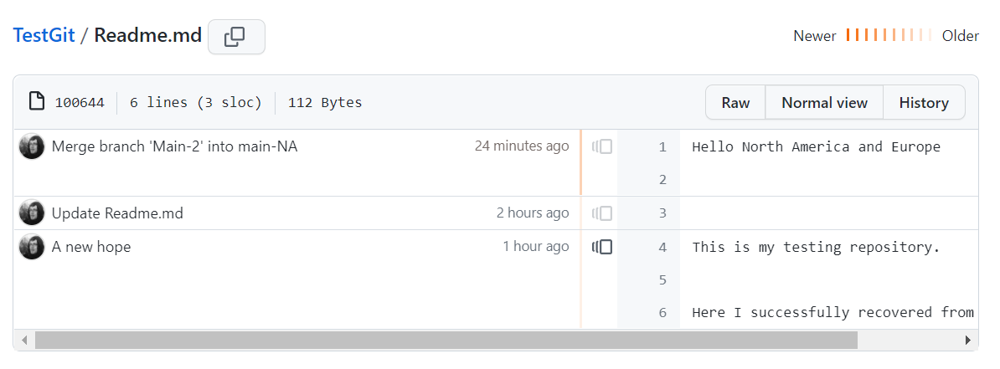 TestGit / Readme.md
Newer Older
100644 6 lines (3 sloc) 112 Bytes Raw Normal view History
Merge branch 'Main-2' into main-NA 24 minutes ago 1 Hello North America and Europe
2
Update Readme.md 2 hours ago 3
A new hope 1 hour ago 4 This is my testing repository.
5
6 Here I successfully recovered from